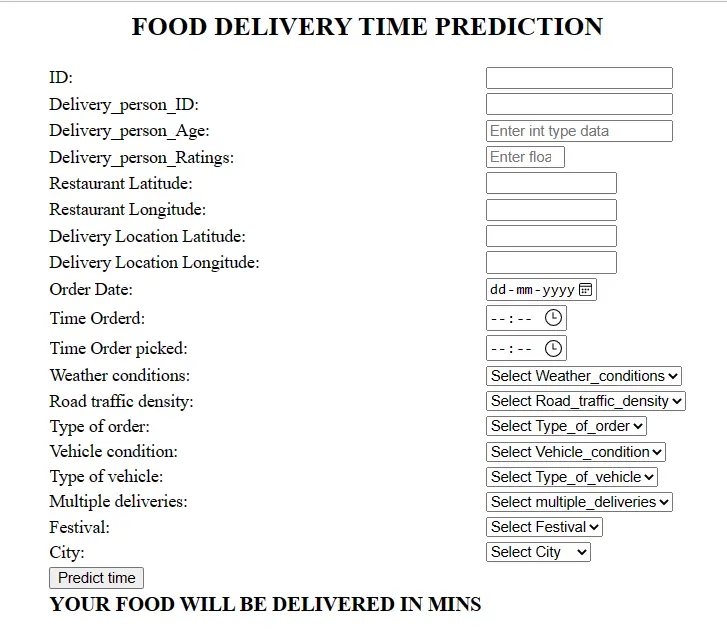 FOOD DELIVERY TIME PREDICTION
ID:
Delivery_person_ID:
Delivery_person_Age: Enter int type data
Delivery_person_Ratings: Enter floa
Restaurant Latitude:
Restaurant Longitude:
Delivery Location Latitude:
Delivery Location Longitude:
Order Date: dd-mm-yyyy
Time Orderd: --:--
Time Order picked: --:--
Weather conditions: Select Weather_conditions
Road traffic density: Select Road_traffic_density
Type of order: Select Type_of_order
Vehicle condition: Select Vehicle_condition
Type of vehicle: Select Type_of_vehicle
Multiple deliveries: Select multiple_deliveries
Festival: Select Festival
City: Select City
Predict time
YOUR FOOD WILL BE DELIVERED IN MINS